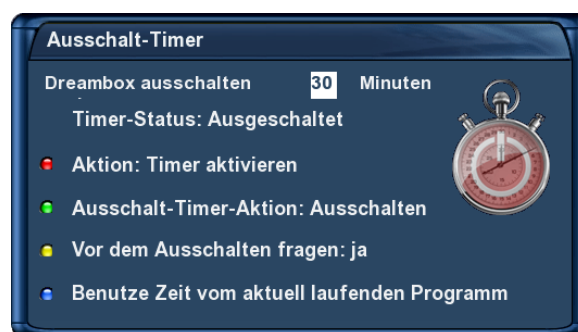 Ausschalt-Timer
Dreambox ausschalten 30 Minuten
Timer-Status: Ausgeschaltet
Aktion: Timer aktivieren
Ausschalt-Timer-Aktion: Ausschalten
Vor dem Ausschalten fragen: ja
Benutze Zeit vom aktuell laufenden Programm